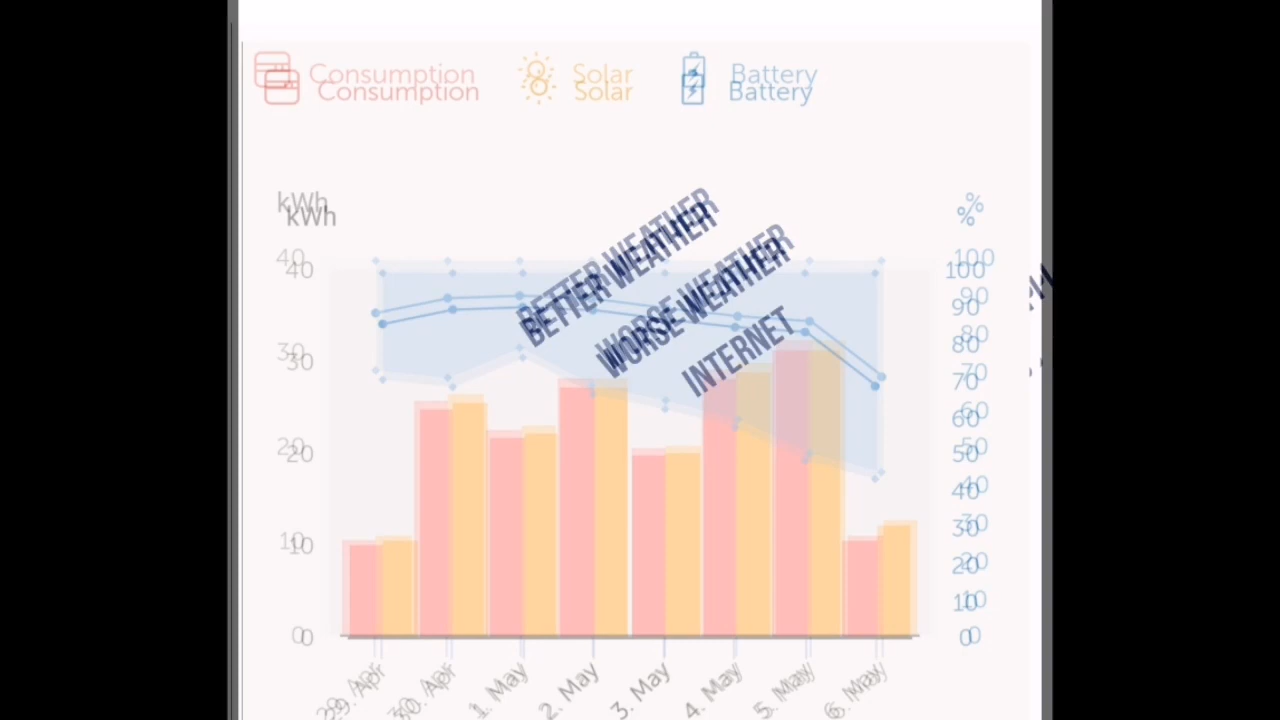 Consumption Solar Battery
kWh %
40 100
90
30 80
70
60
20 50
40
10 30
20
10
0 0
BETTER WEATHER
WORSE WEATHER
INTERNET
29. Apr 30. Apr 1. May 2. May 3. May 4. May 5. May 6. May